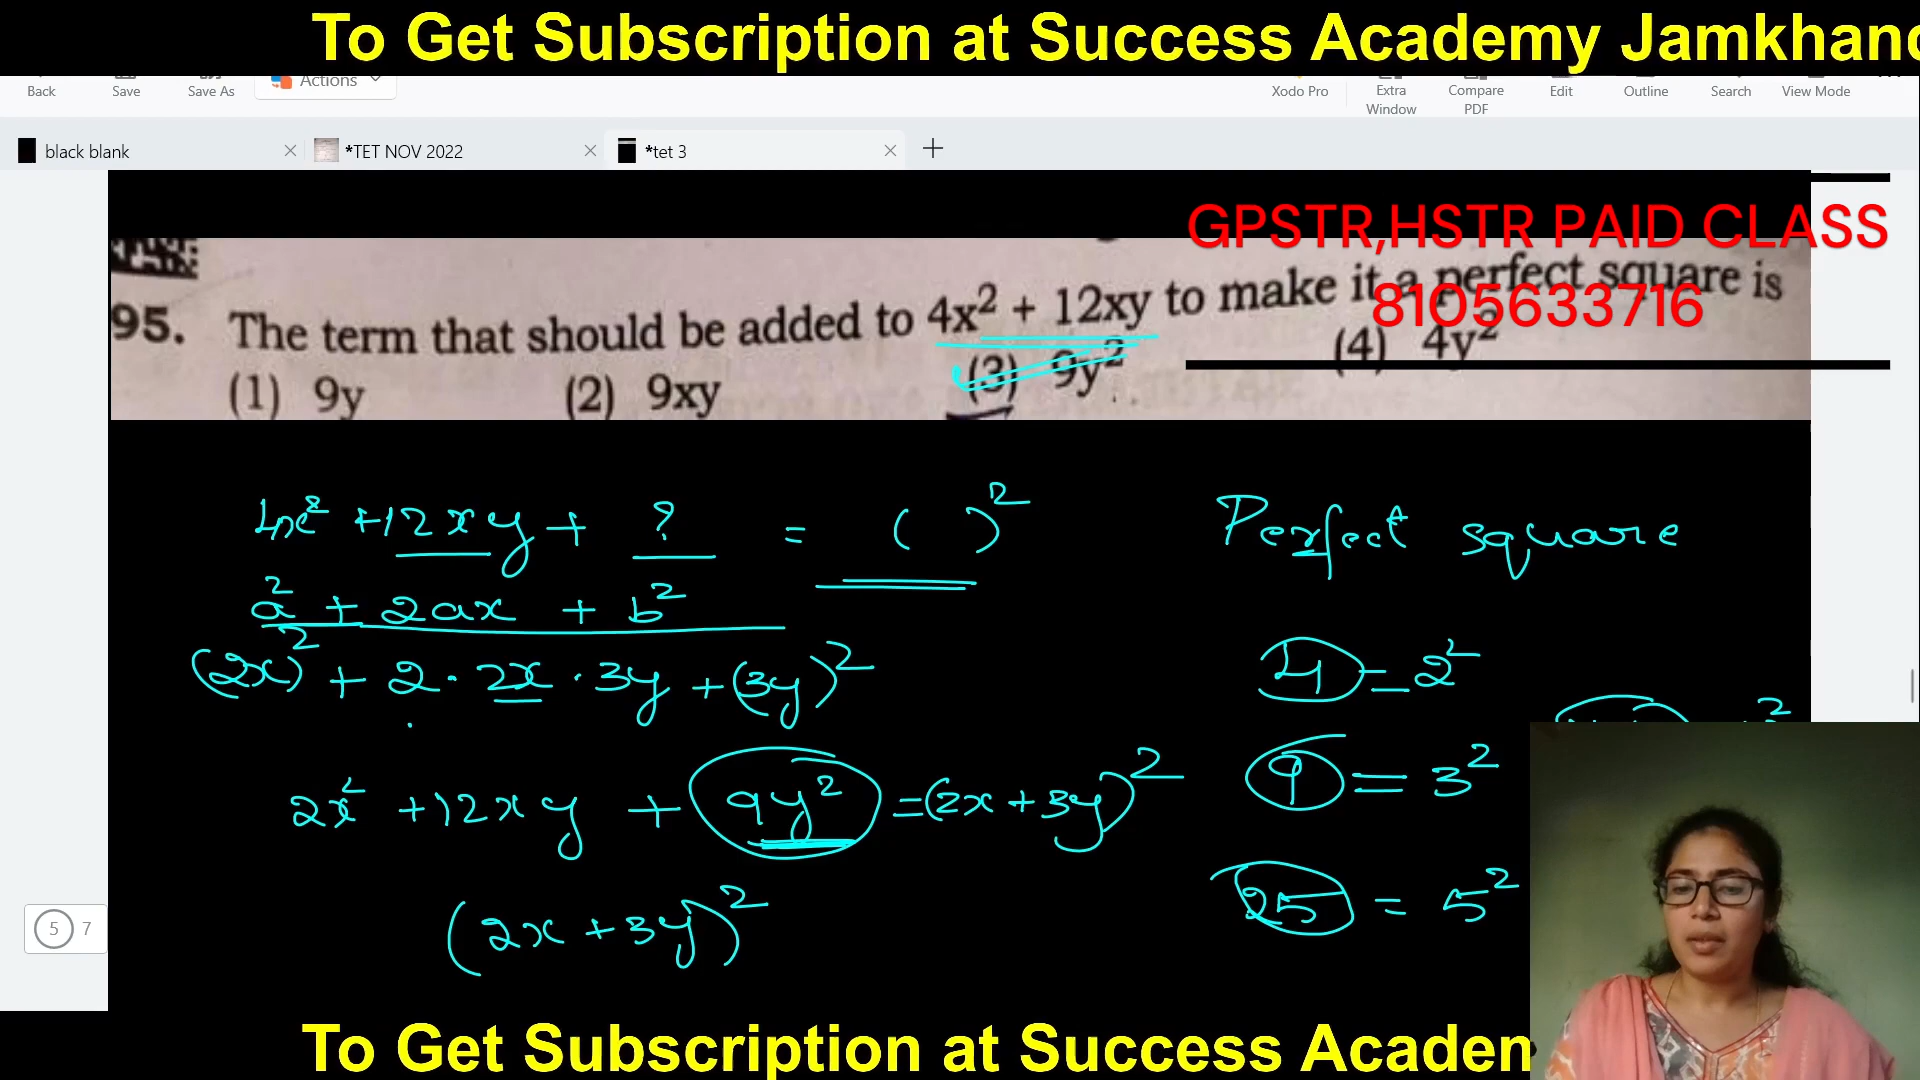 To Get Subscription at Success Academy Jamkhand
Back Save Save As Actions Xodo Pro Extra Window Compare PDF Edit Outline Search View Mode
black blank *TET NOV 2022 *tet 3
GPSTR,HSTR PAID CLASS
8105633716
95. The term that should be added to 4x² + 12xy to make it a perfect square is
(1) 9y (2) 9xy (3) 9y² (4) 4y²
4x² + 12xy + ? = ( )²
Perfect square
a² + 2ax + b²
(2x)² + 2 · 2x · 3y + (3y)²
4 = 2²
2x² + 12xy + 9y² = (2x + 3y)²
9 = 3²
(2x + 3y)²
25 = 5²
5 7
To Get Subscription at Success Academ